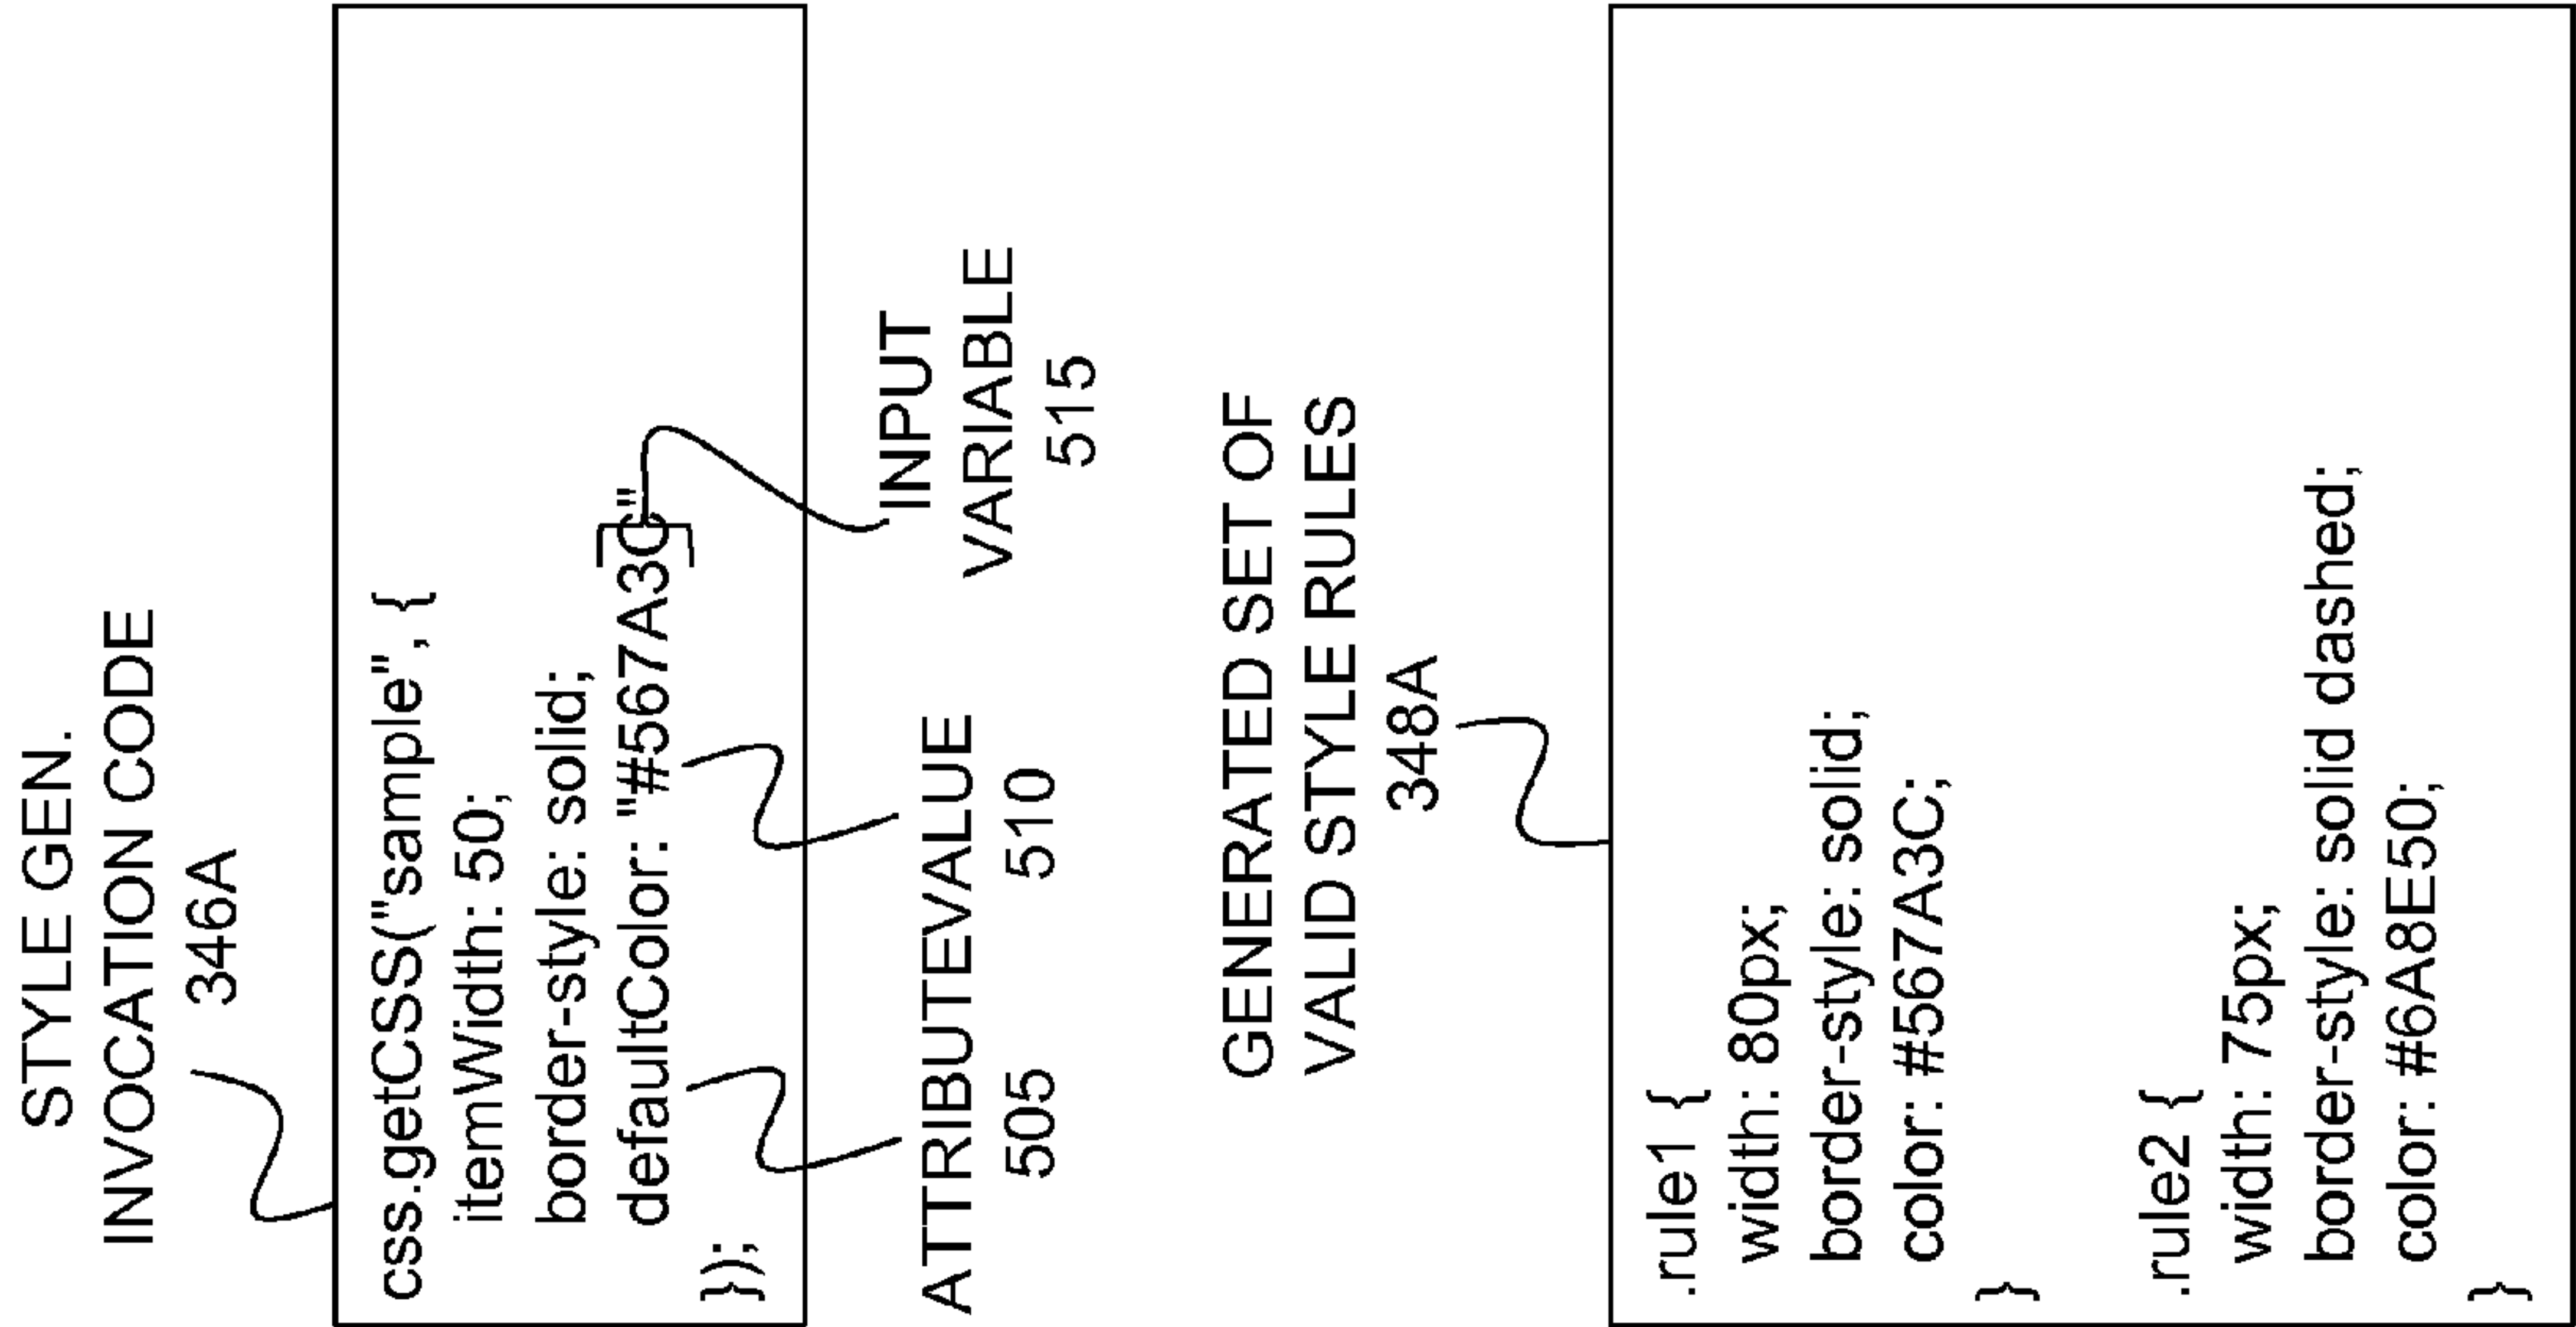 STYLE GEN.
INVOCATION CODE
346A
css.getCSS("sample", {
itemWidth: 50;
border-style: solid;
defaultColor: "#567A3C"
});
ATTRIBUTE
505
VALUE
510
INPUT
VARIABLE
515
GENERATED SET OF
VALID STYLE RULES
348A
.rule1 {
width: 80px;
border-style: solid;
color: #567A3C;
}
.rule2 {
width: 75px;
border-style: solid dashed;
color: #6A8E50;
}